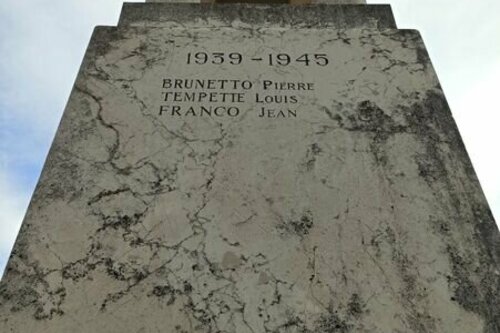 1939-1945
BRUNETTO PIERRE
TEMPETTE LOUIS
FRANCO JEAN